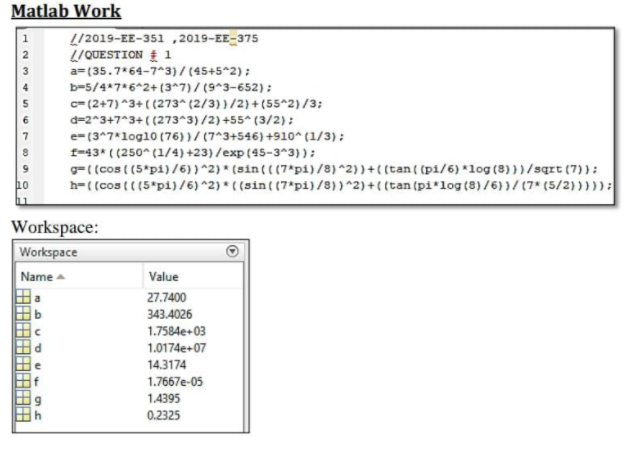 Matlab Work
1 //2019-EE-351 ,2019-EE-375
2 //QUESTION # 1
3 a=(35.7*64-7^3)/(45+5^2);
4 b=5/4*7*6^2+(3^7)/(9^3-652);
5 c=(2+7)^3+((273^(2/3))/2)+(55^2)/3;
6 d=2^3+7^3+((273^3)/2)+55^(3/2);
7 e=(3^7*log10(76))/(7^3+546)+910^(1/3);
8 f=43*((250^(1/4)+23)/exp(45-3^3));
9 g=((cos((5*pi)/6))^2)*(sin(((7*pi)/8)^2))+((tan((pi/6)*log(8)))/sqrt(7));
10 h=((cos(((5*pi)/6)^2)*((sin((7*pi)/8))^2)+((tan(pi*log(8)/6))/(7*(5/2)))));
11
Workspace:
Workspace
Name Value
a 27.7400
b 343.4026
c 1.7584e+03
d 1.0174e+07
e 14.3174
f 1.7667e-05
g 1.4395
h 0.2325